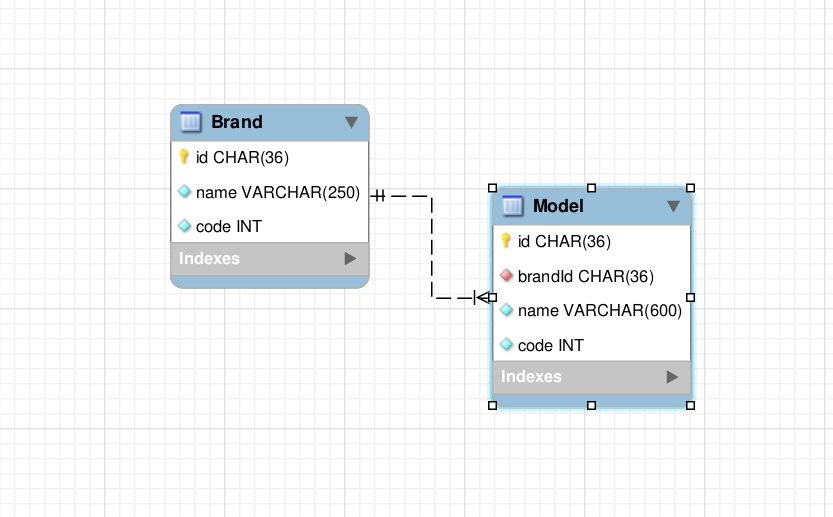 Brand
id CHAR(36)
name VARCHAR(250)
code INT
Indexes
Model
id CHAR(36)
brandId CHAR(36)
name VARCHAR(600)
code INT
Indexes